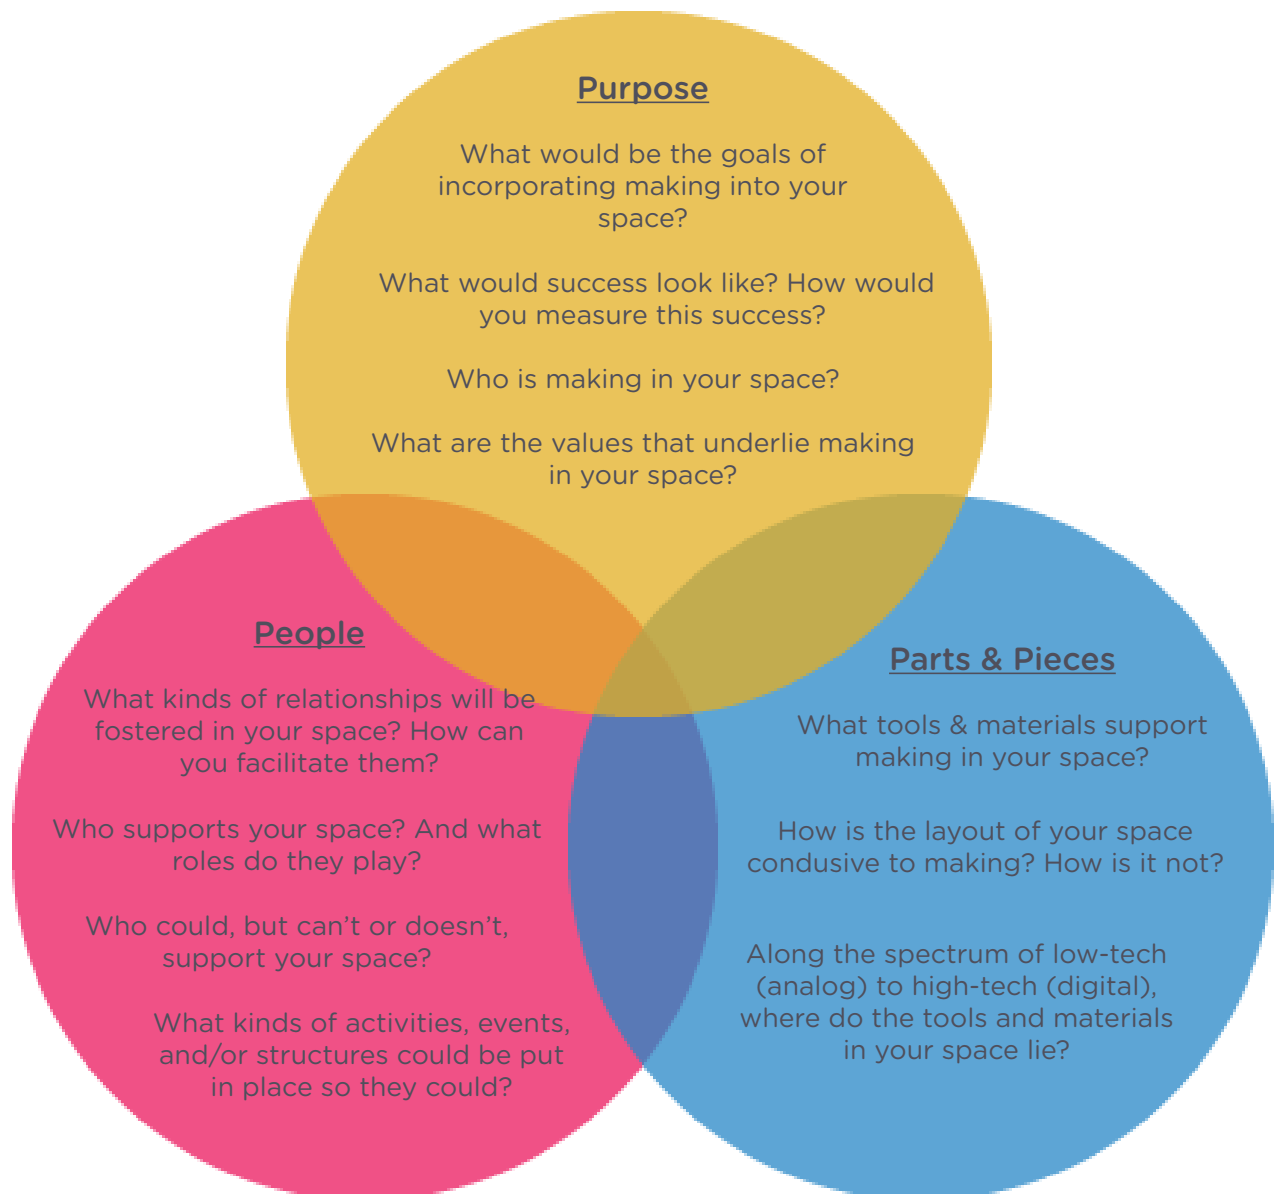 Purpose
What would be the goals of
incorporating making into your
space?
What would success look like? How would
you measure this success?
Who is making in your space?
What are the values that underlie making
in your space?
People
What kinds of relationships will be
fostered in your space? How can
you facilitate them?
Who supports your space? And what
roles do they play?
Who could, but can’t or doesn’t,
support your space?
What kinds of activities, events,
and/or structures could be put
in place so they could?
Parts & Pieces
What tools & materials support
making in your space?
How is the layout of your space
condusive to making? How is it not?
Along the spectrum of low-tech
(analog) to high-tech (digital),
where do the tools and materials
in your space lie?